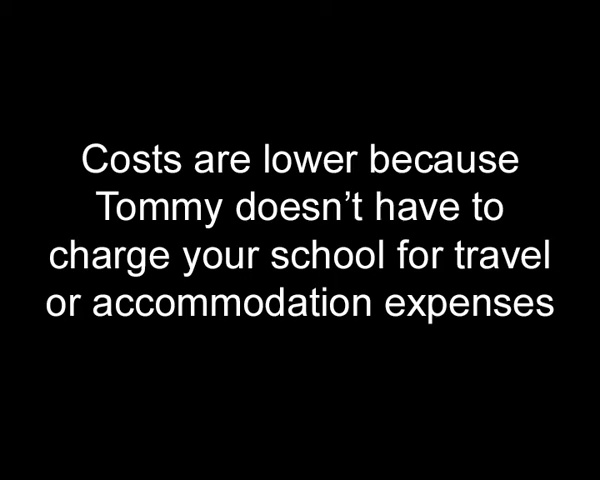 Costs are lower because
Tommy doesn’t have to
charge your school for travel
or accommodation expenses